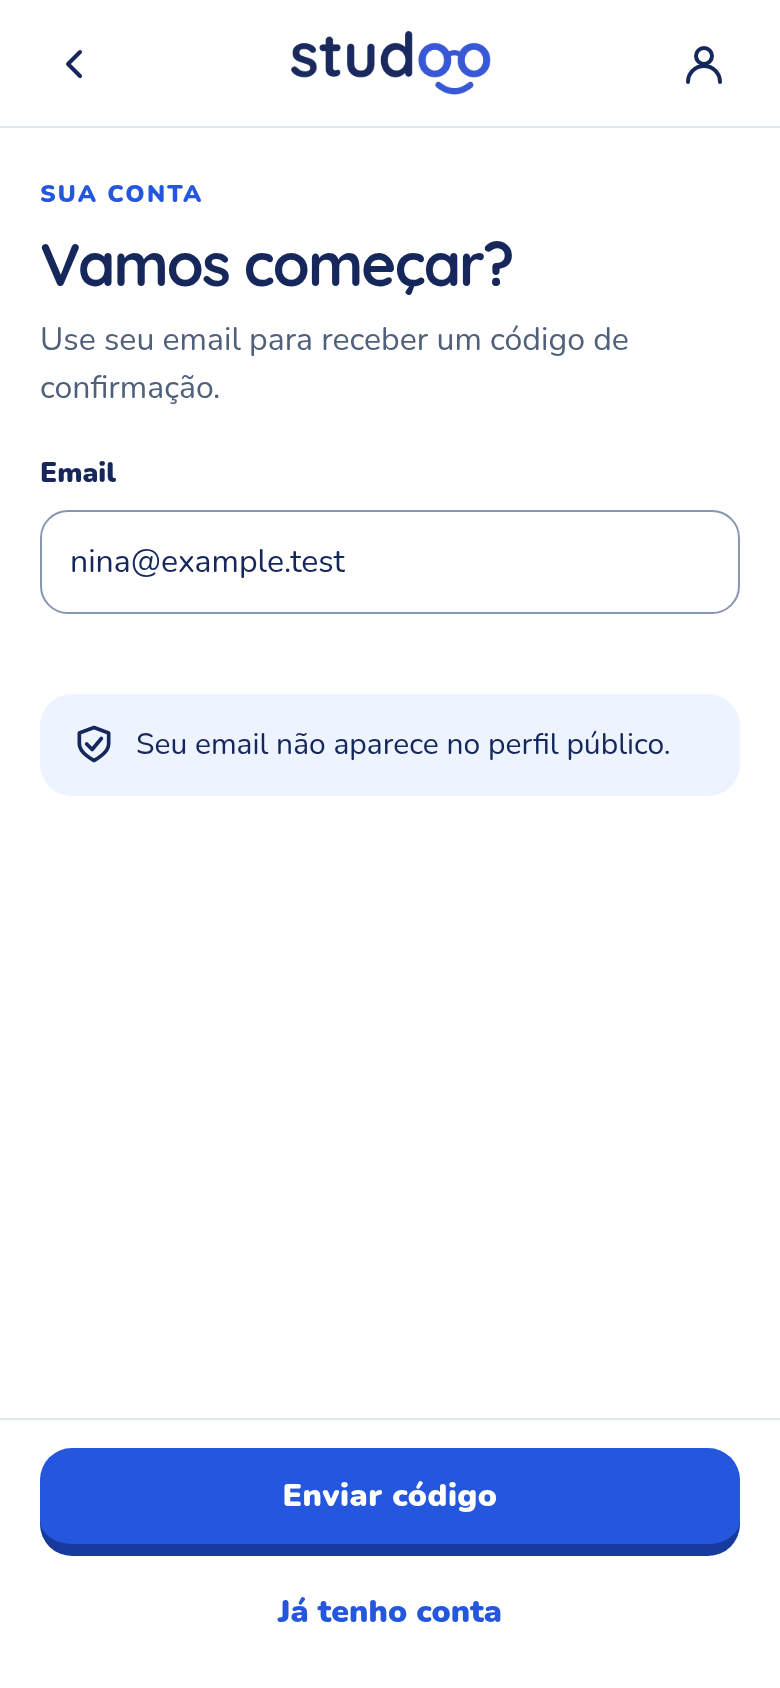 studoo
SUA CONTA
Vamos começar?
Use seu email para receber um código de
confirmação.
Email
nina@example.test
Seu email não aparece no perfil público.
Enviar código
Já tenho conta